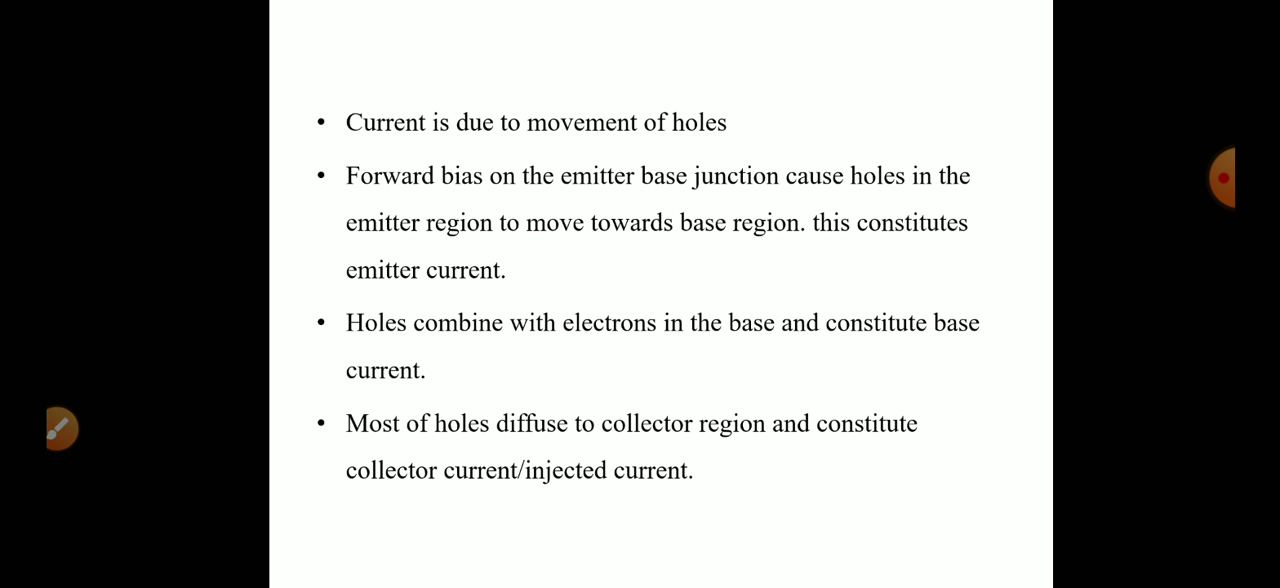 • Current is due to movement of holes
• Forward bias on the emitter base junction cause holes in the
emitter region to move towards base region. this constitutes
emitter current.
• Holes combine with electrons in the base and constitute base
current.
• Most of holes diffuse to collector region and constitute
collector current/injected current.